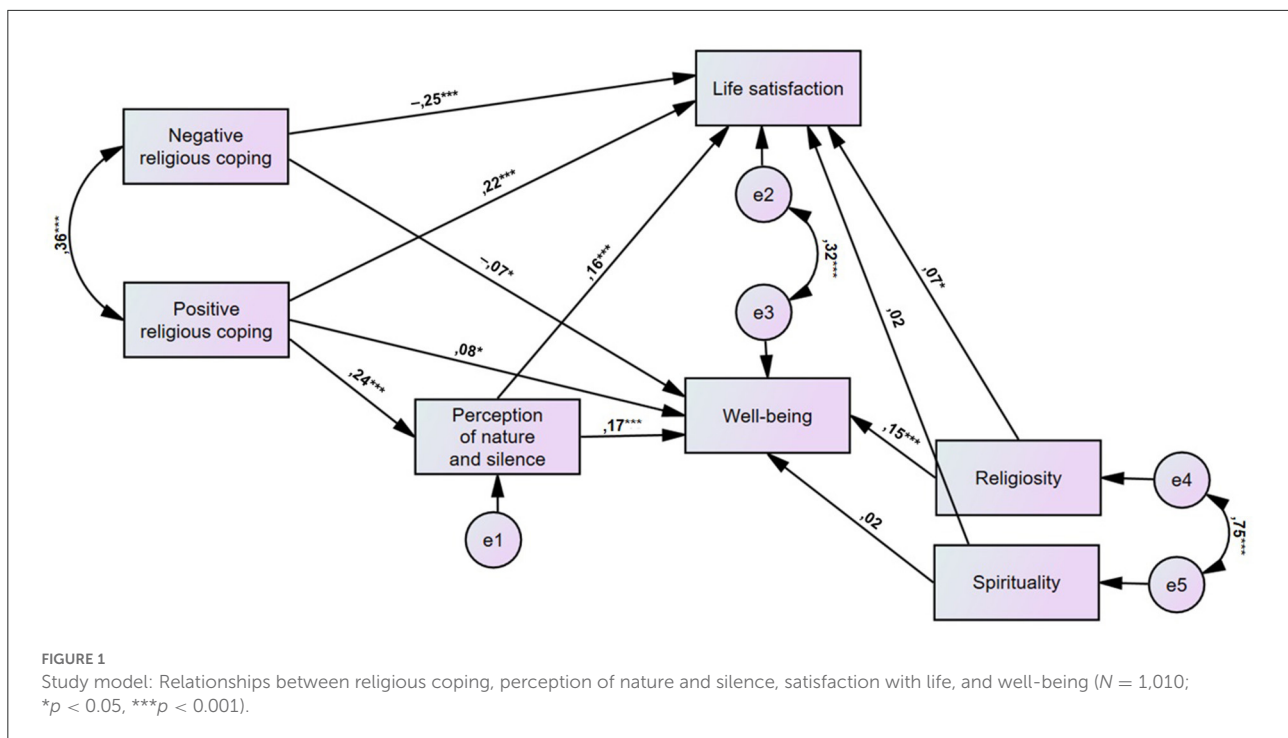 Life satisfaction
–,25***
Negative
religious coping
,22***
e2
,36***
–,07*
,16***
,32***
,07*
,02
Positive
religious coping
e3
,08*
,24***
Perception
of nature
and silence
,17***
Well-being
,15***
Religiosity
e4
,75***
e1
,02
Spirituality
e5
FIGURE 1
Study model: Relationships between religious coping, perception of nature and silence, satisfaction with life, and well-being (N = 1,010;
*p < 0.05, ***p < 0.001).